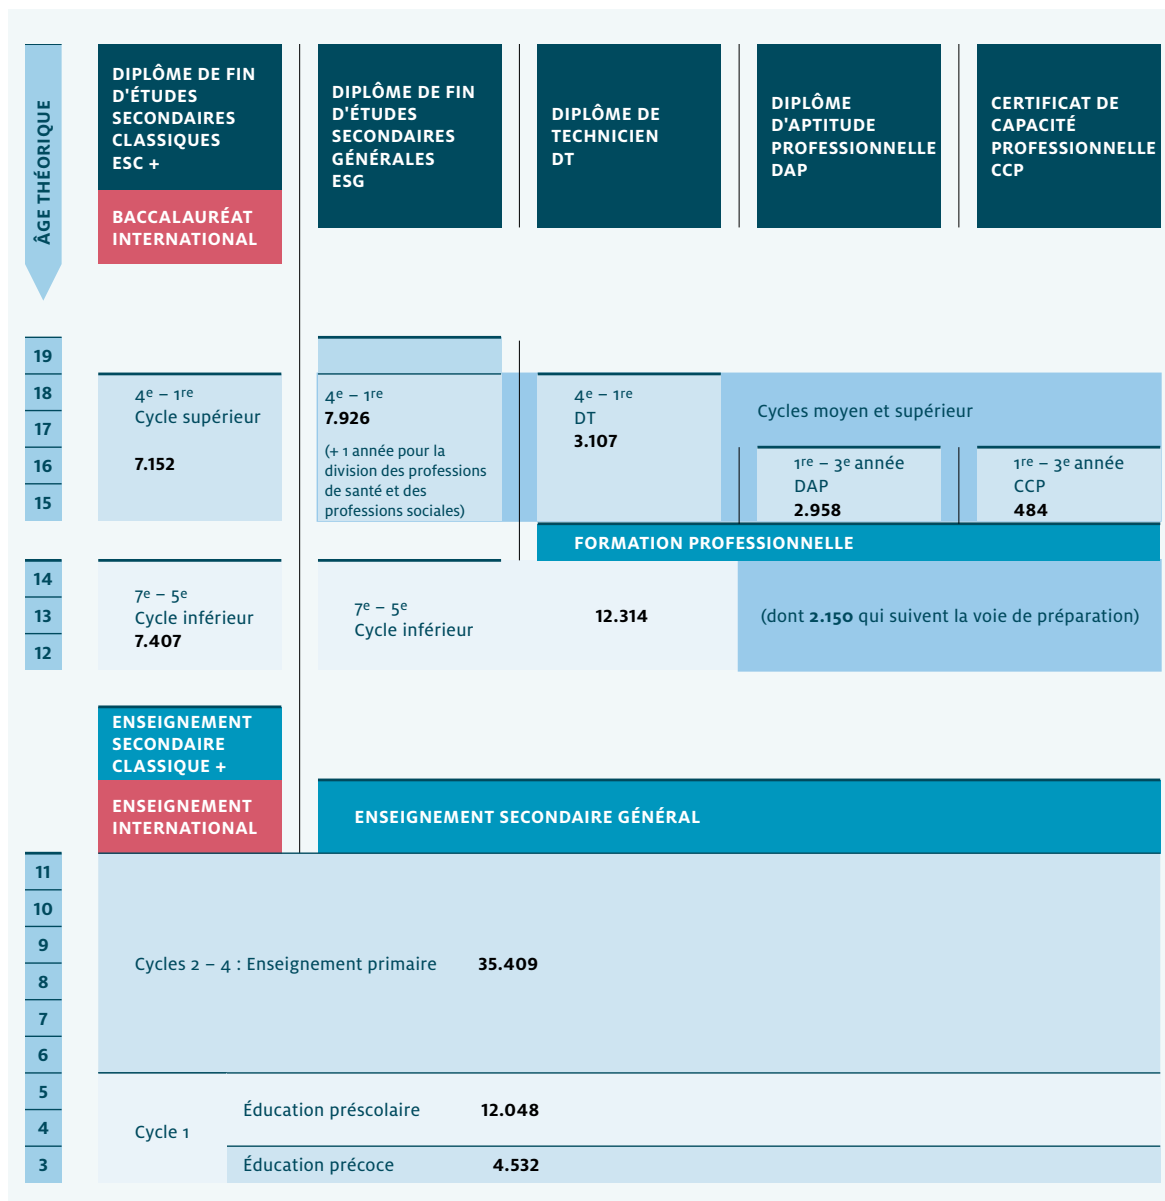 ÂGE THÉORIQUE
DIPLÔME DE FIN
D'ÉTUDES
SECONDAIRES
CLASSIQUES
ESC +
BACCALAURÉAT
INTERNATIONAL
DIPLÔME DE FIN
D'ÉTUDES
SECONDAIRES
GÉNÉRALES
ESG
DIPLÔME DE
TECHNICIEN
DT
DIPLÔME
D'APTITUDE
PROFESSIONNELLE
DAP
CERTIFICAT DE
CAPACITÉ
PROFESSIONNELLE
CCP
19
18
17
16
15
4e – 1re
Cycle supérieur
7.152
4e – 1re
7.926
(+ 1 année pour la
division des professions
de santé et des
professions sociales)
4e – 1re
DT
3.107
Cycles moyen et supérieur
1re – 3e année
DAP
2.958
1re – 3e année
CCP
484
FORMATION PROFESSIONNELLE
14
13
12
7e – 5e
Cycle inférieur
7.407
7e – 5e
Cycle inférieur
12.314
(dont 2.150 qui suivent la voie de préparation)
ENSEIGNEMENT
SECONDAIRE
CLASSIQUE +
ENSEIGNEMENT
INTERNATIONAL
ENSEIGNEMENT SECONDAIRE GÉNÉRAL
11
10
9
8
7
6
Cycles 2 – 4 : Enseignement primaire 35.409
5
4
3
Cycle 1
Éducation préscolaire 12.048
Éducation précoce 4.532